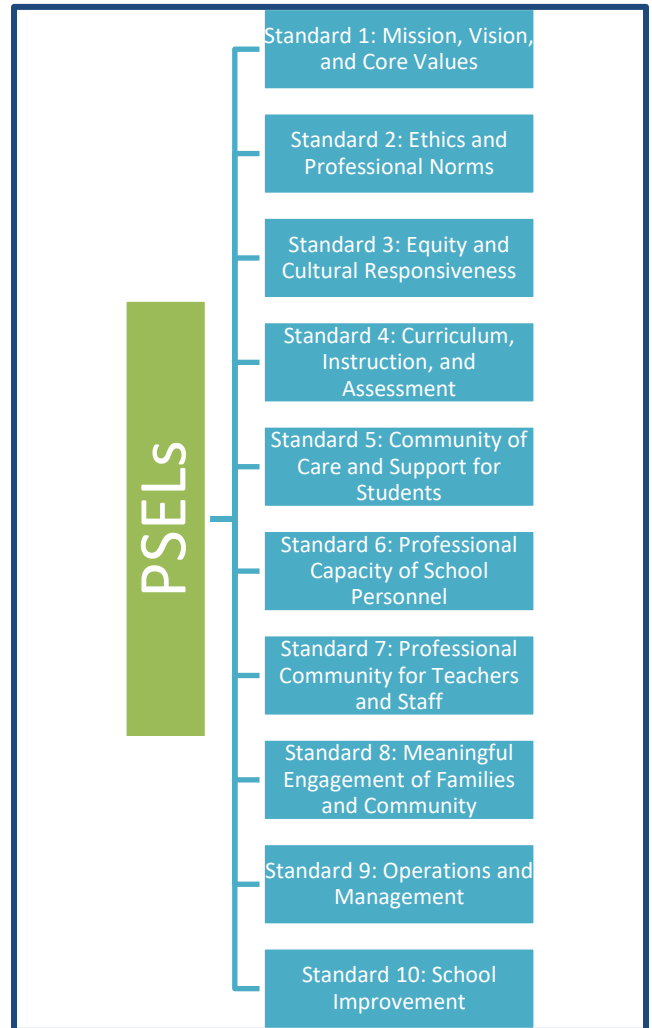 PSELs
Standard 1: Mission, Vision,
and Core Values
Standard 2: Ethics and
Professional Norms
Standard 3: Equity and
Cultural Responsiveness
Standard 4: Curriculum,
Instruction, and
Assessment
Standard 5: Community of
Care and Support for
Students
Standard 6: Professional
Capacity of School
Personnel
Standard 7: Professional
Community for Teachers
and Staff
Standard 8: Meaningful
Engagement of Families
and Community
Standard 9: Operations and
Management
Standard 10: School
Improvement